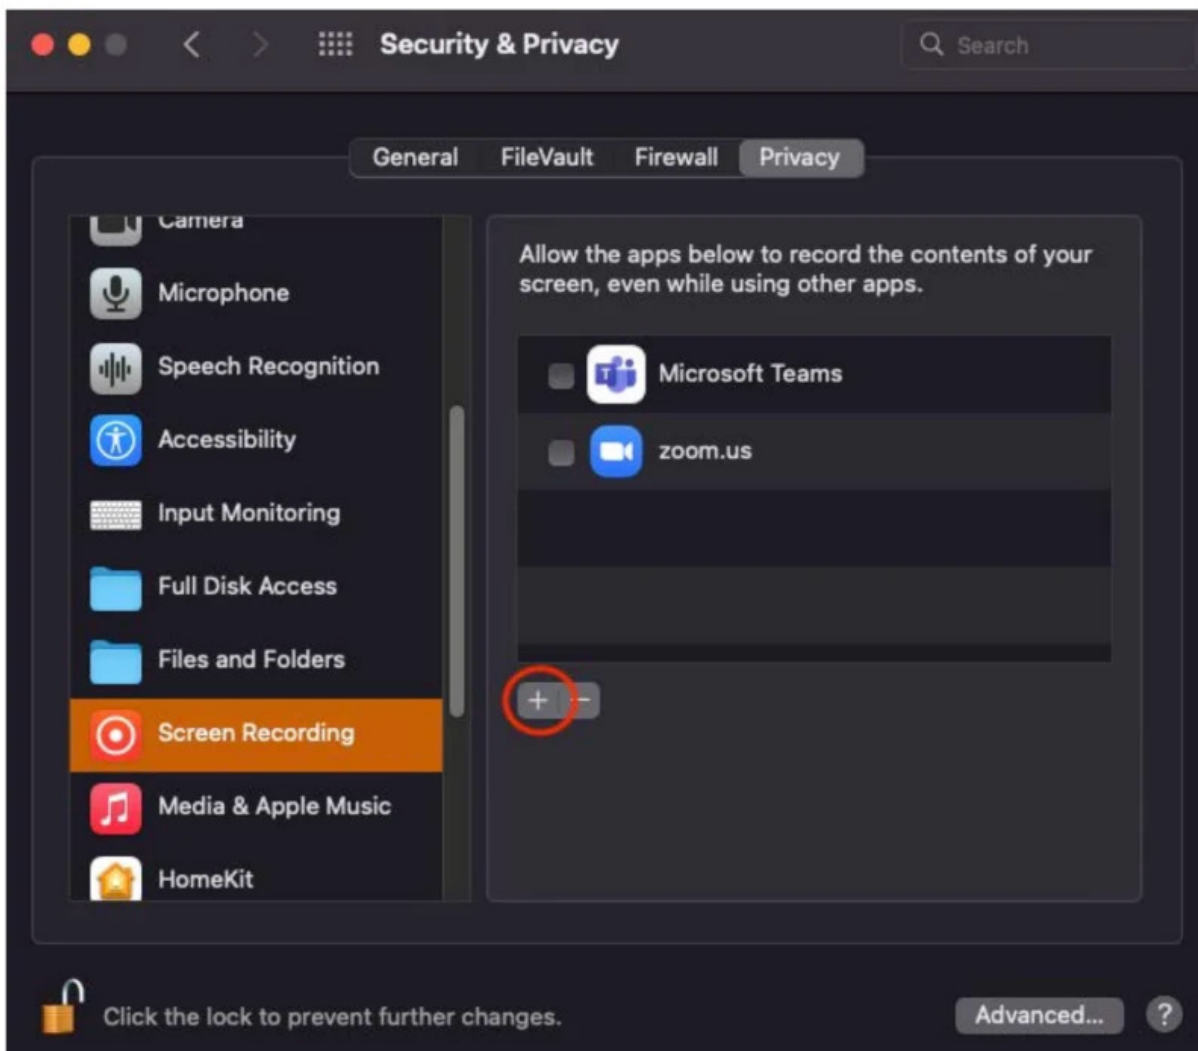 Security & Privacy
Search
General FileVault Firewall Privacy
Camera
Microphone
Speech Recognition
Accessibility
Input Monitoring
Full Disk Access
Files and Folders
Screen Recording
Media & Apple Music
HomeKit
Allow the apps below to record the contents of your
screen, even while using other apps.
Microsoft Teams
zoom.us
+ −
Click the lock to prevent further changes.
Advanced... ?